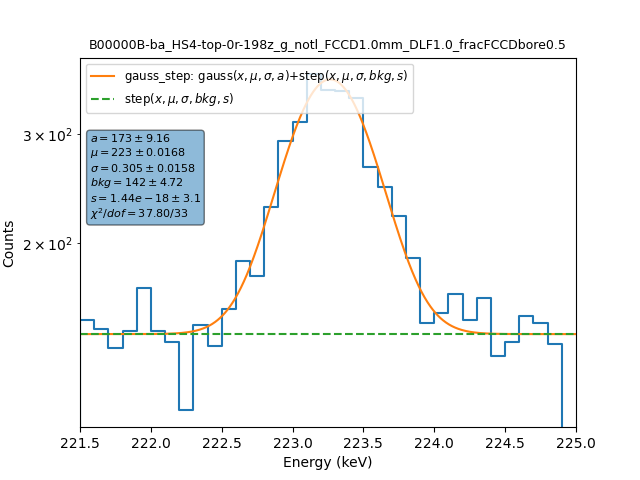 B00000B-ba_HS4-top-0r-198z_g_notl_FCCD1.0mm_DLF1.0_fracFCCDbore0.5
gauss_step: gauss(x, μ, σ, a)+step(x, μ, σ, bkg, s)
step(x, μ, σ, bkg, s)
a = 173 ± 9.16
μ = 223 ± 0.0168
σ = 0.305 ± 0.0158
bkg = 142 ± 4.72
s = 1.44e − 18 ± 3.1
χ²/dof = 37.80/33
3 × 10²
2 × 10²
Counts
221.5 222.0 222.5 223.0 223.5 224.0 224.5 225.0
Energy (keV)